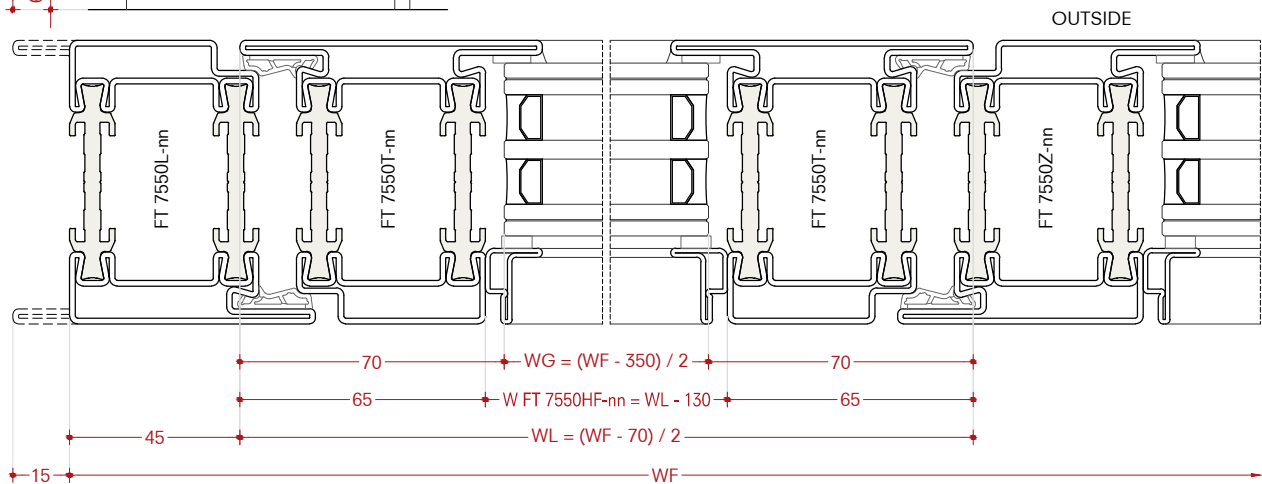 OUTSIDE
FT 7550L-nn
FT 7550T-nn
FT 7550T-nn
FT 7550Z-nn
70
WG = (WF - 350) / 2
70
65
W FT 7550HF-nn = WL - 130
65
45
WL = (WF - 70) / 2
15
WF